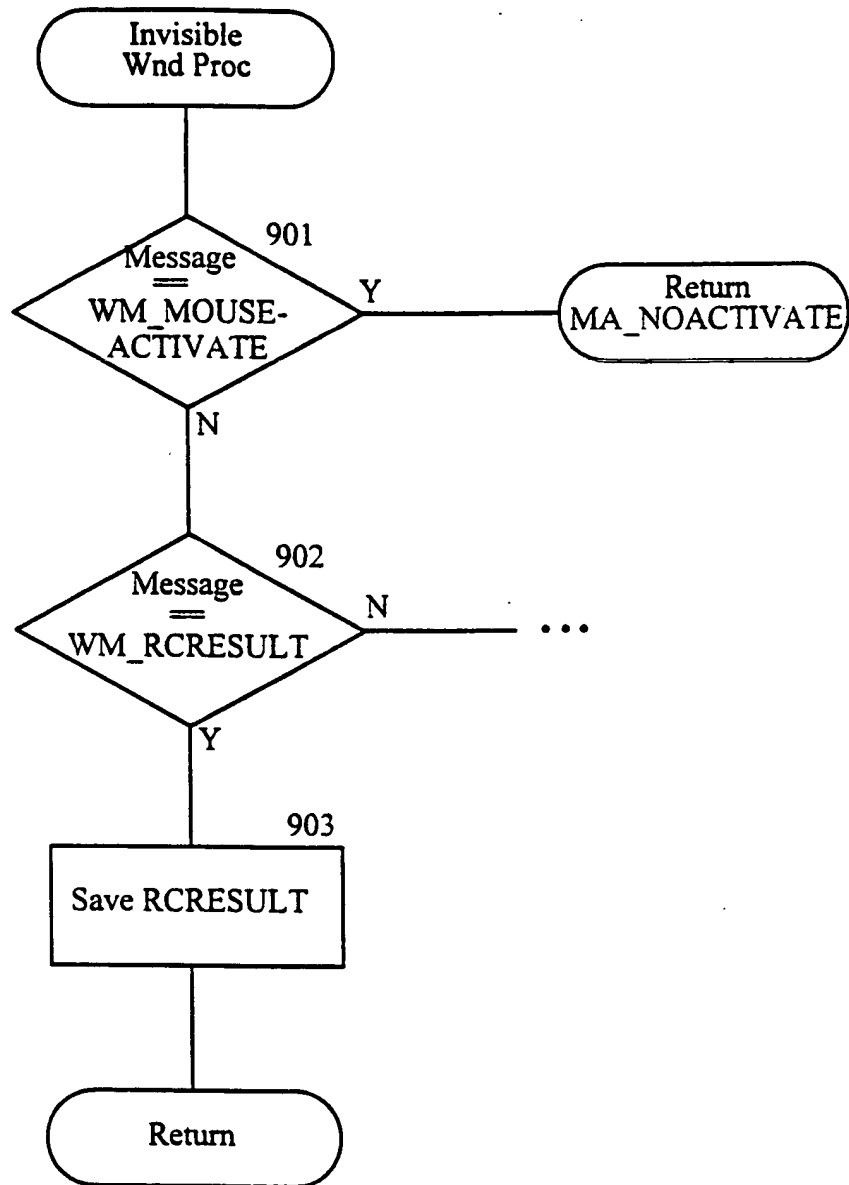 Invisible
Wnd Proc
901
Message
==
WM_MOUSE-
ACTIVATE
Y
Return
MA_NOACTIVATE
N
902
Message
==
WM_RCRESULT
N
...
Y
903
Save RCRESULT
Return